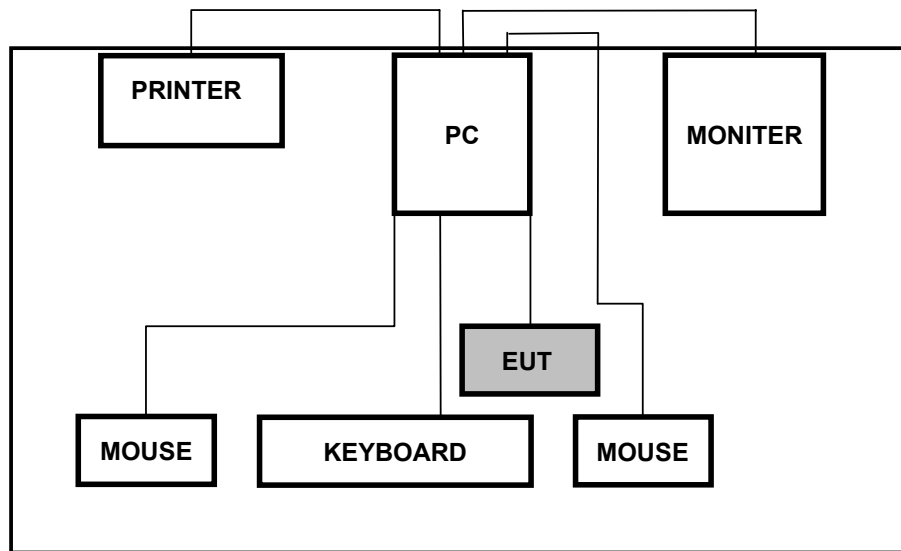 PRINTER
PC
MONITER
EUT
MOUSE
KEYBOARD
MOUSE